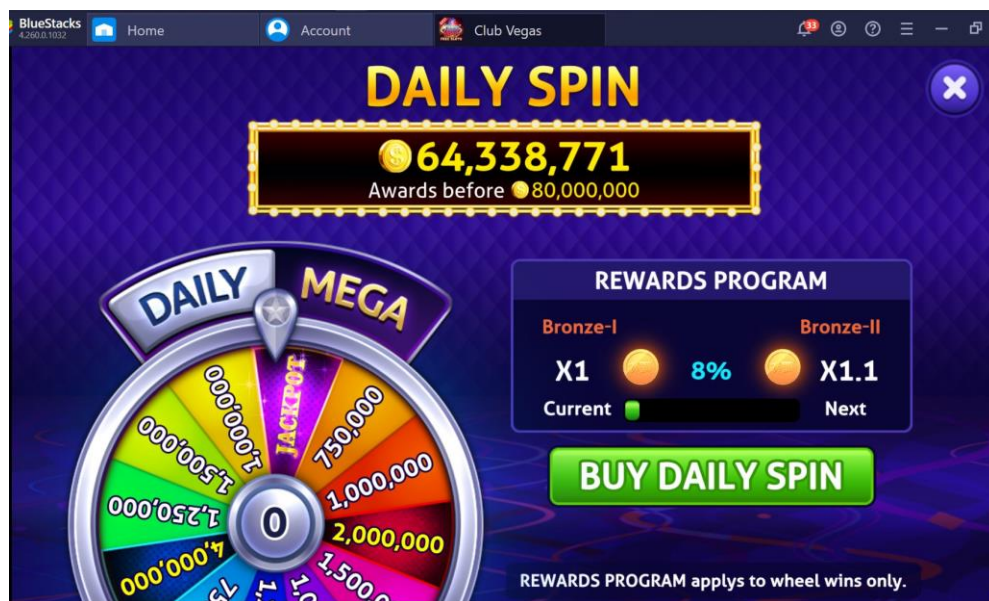 BlueStacks
4.260.0.1032
Home
Account
Club Vegas
33
DAILY SPIN
64,338,771
Awards before 80,000,000
DAILY
MEGA
REWARDS PROGRAM
Bronze-I
Bronze-II
X1
8%
X1.1
Current
Next
BUY DAILY SPIN
REWARDS PROGRAM applys to wheel wins only.
JACKPOT
750,000
1,000,000
2,000,000
1,000,000
1,500,000
1,250,000
4,000,000
0